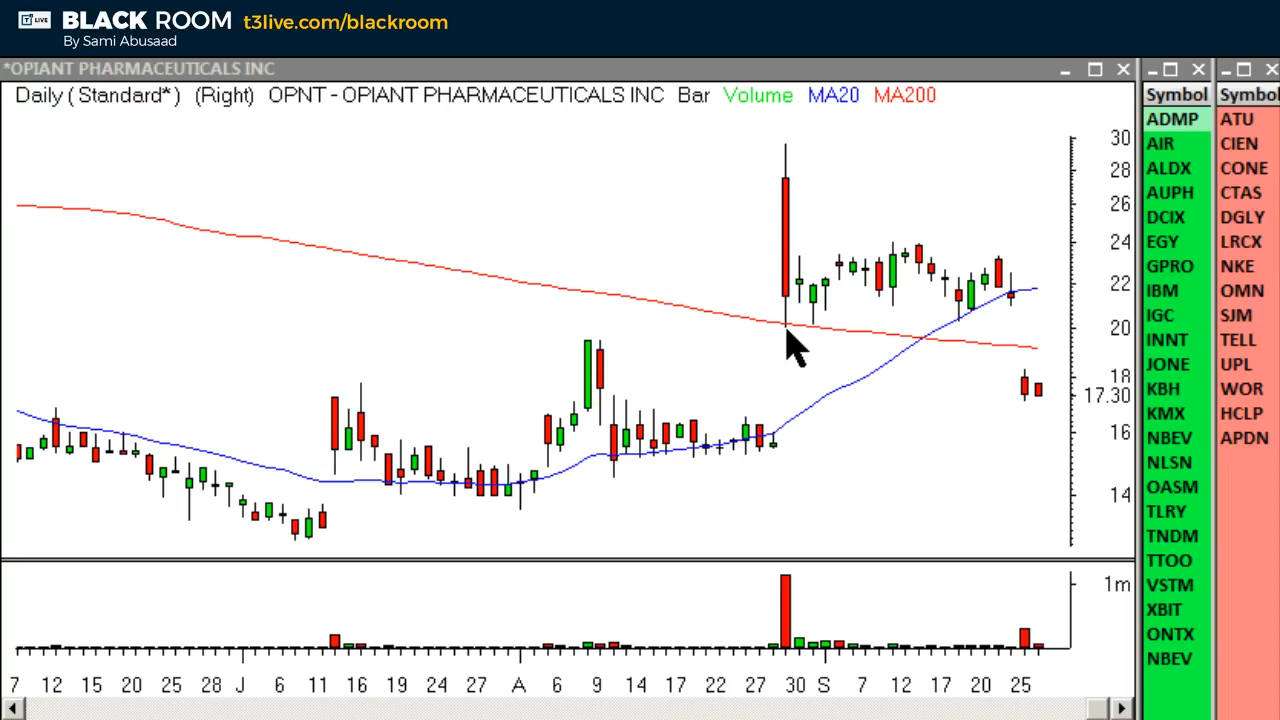 T3 LIVE BLACK ROOM t3live.com/blackroom
By Sami Abusaad
*OPIANT PHARMACEUTICALS INC
Daily ( Standard* ) (Right) OPNT - OPIANT PHARMACEUTICALS INC Bar Volume MA20 MA200
30
28
26
24
22
20
18
17.30
16
14
1m
7 12 15 20 25 28 J 6 11 16 19 24 27 A 6 9 14 17 22 27 30 S 7 12 17 20 25
Symbol
ADMP
AIR
ALDX
AUPH
DCIX
EGY
GPRO
IBM
IGC
INNT
JONE
KBH
KMX
NBEV
NLSN
OASM
TLRY
TNDM
TTOO
VSTM
XBIT
ONTX
NBEV
Symbol
ATU
CIEN
CONE
CTAS
DGLY
LRCX
NKE
OMN
SJM
TELL
UPL
WOR
HCLP
APDN